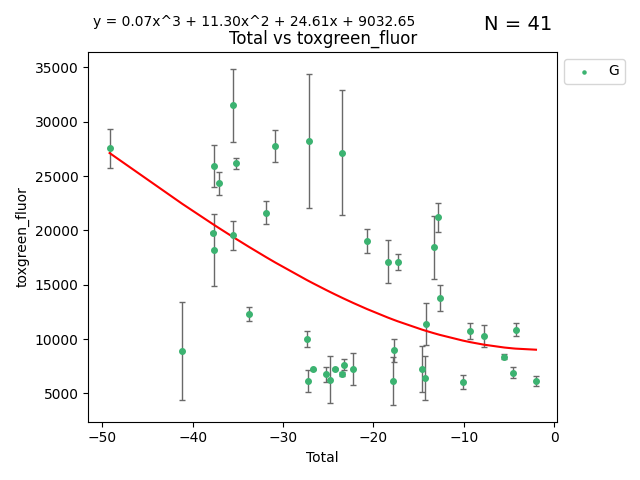 y = 0.07x^3 + 11.30x^2 + 24.61x + 9032.65
N = 41
Total vs toxgreen_fluor
G
35000
30000
25000
20000
15000
10000
5000
toxgreen_fluor
−50
−40
−30
−20
−10
0
Total